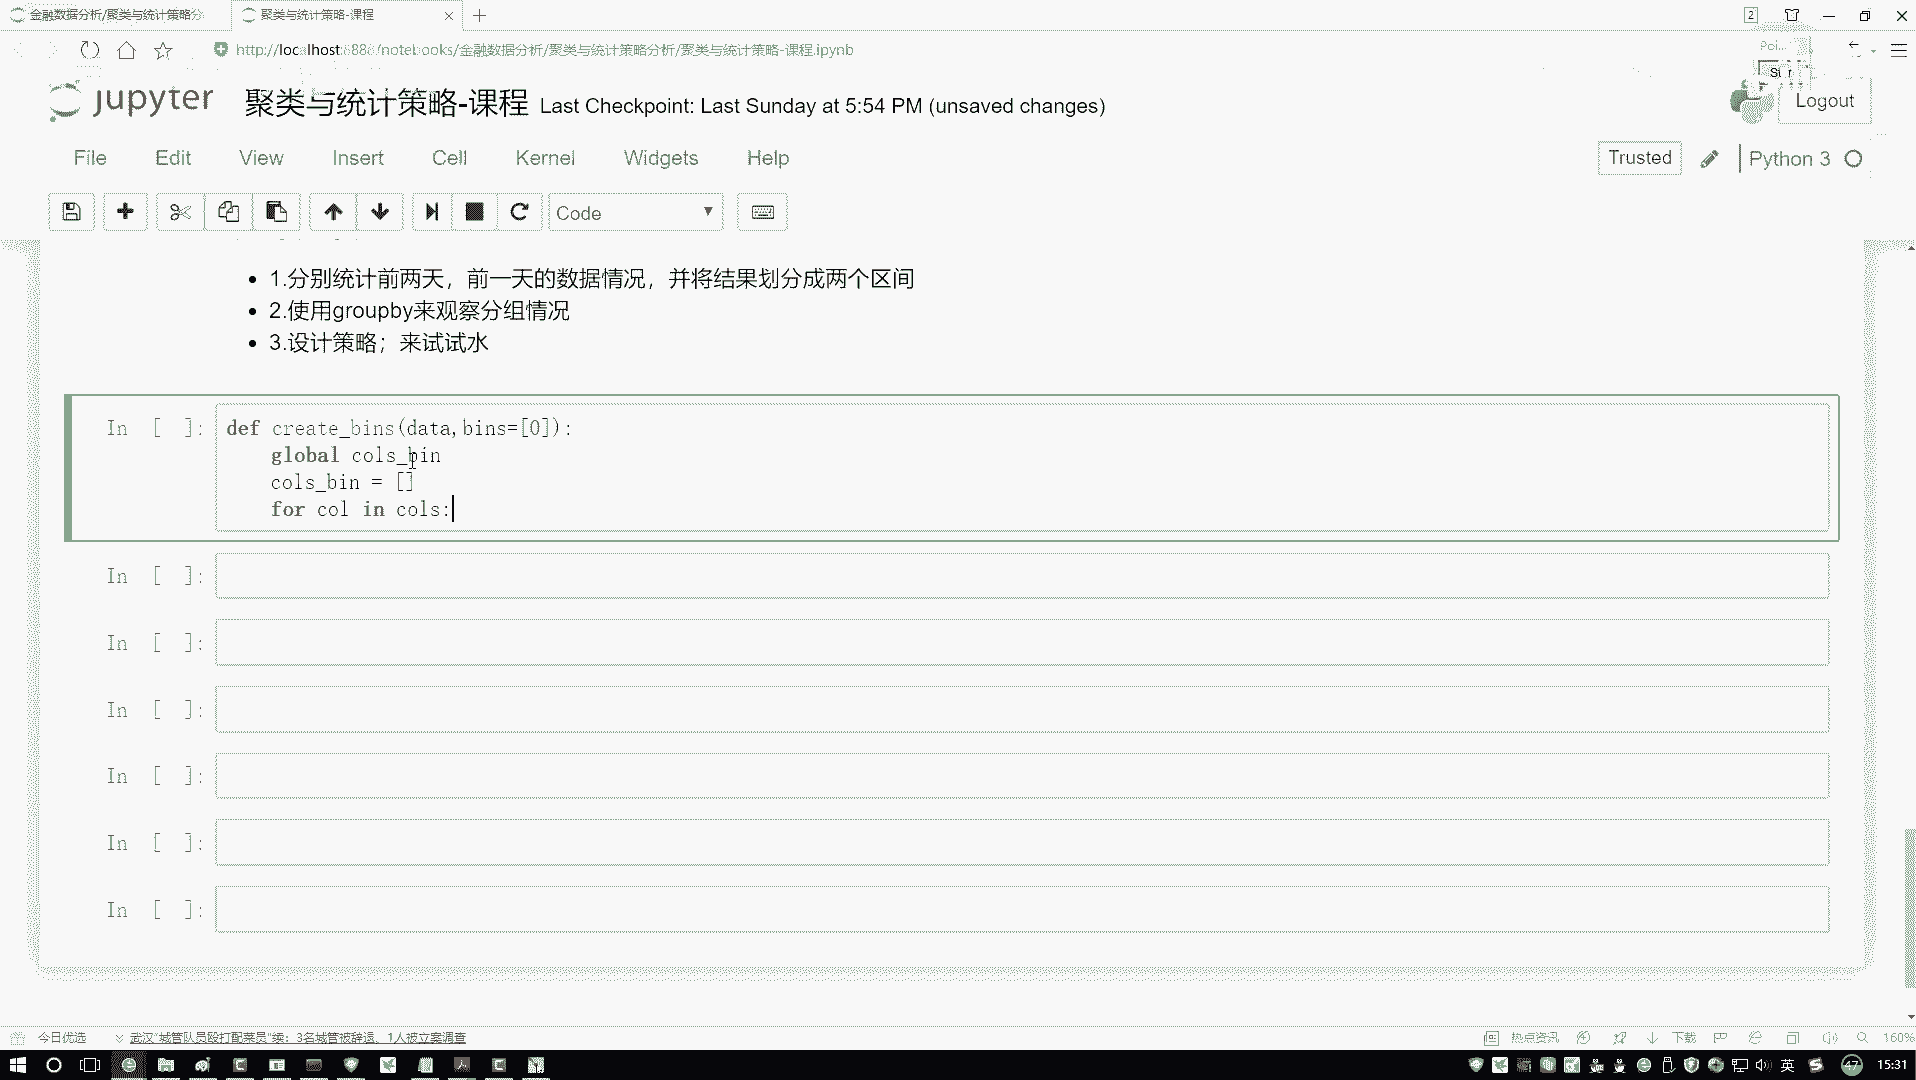 金融数据分析/聚类与统计策略分
聚类与统计策略-课程
2
http://localhost:8888/notebooks/金融数据分析/聚类与统计策略分析/聚类与统计策略-课程.ipynb
jupyter
聚类与统计策略-课程 Last Checkpoint: Last Sunday at 5:54 PM (unsaved changes)
Logout
File Edit View Insert Cell Kernel Widgets Help
Trusted
Python 3
Code
1.分别统计前两天，前一天的数据情况，并将结果划分成两个区间
2.使用groupby来观察分组情况
3.设计策略；来试试水
In [ ]:
def create_bins(data,bins=[0]):
global cols_bin
cols_bin = []
for col in cols:
In [ ]:
In [ ]:
In [ ]:
In [ ]:
In [ ]:
In [ ]:
今日优选
武汉"城管队员殴打配菜员"续：3名城管被辞退、1人被立案调查
热点资讯
下载
160%
英
47
15:31